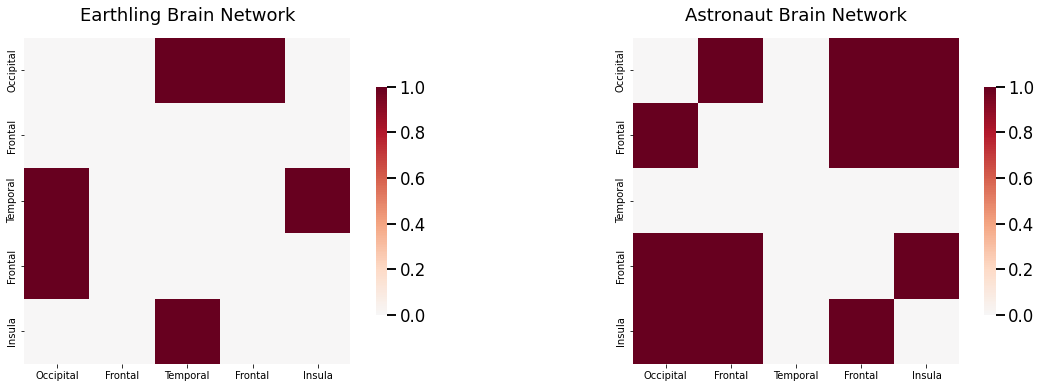 Earthling Brain Network
Occipital
Frontal
Temporal
Frontal
Insula
Occipital Frontal Temporal Frontal Insula
1.0
0.8
0.6
0.4
0.2
0.0
Astronaut Brain Network
Occipital
Frontal
Temporal
Frontal
Insula
Occipital Frontal Temporal Frontal Insula
1.0
0.8
0.6
0.4
0.2
0.0